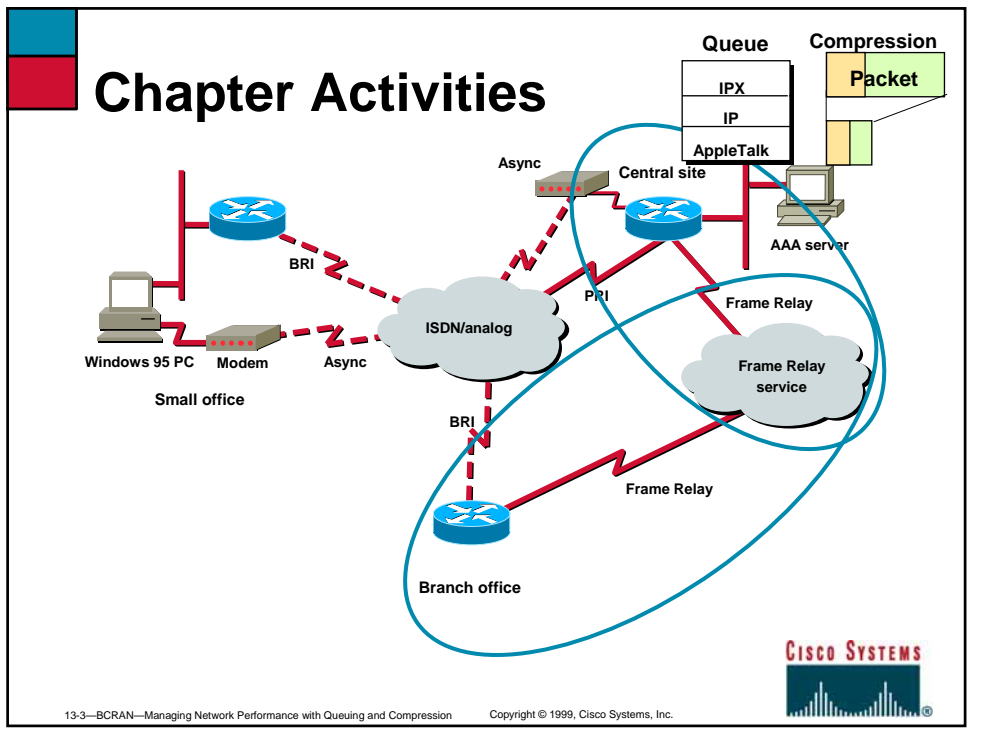 Chapter Activities
Queue
Compression
IPX
IP
AppleTalk
Packet
Async
Central site
AAA server
BRI
PRI
Frame Relay
ISDN/analog
Windows 95 PC
Modem
Async
Small office
Frame Relay
service
BRI
Frame Relay
Branch office
CISCO SYSTEMS
®
13-3—BCRAN—Managing Network Performance with Queuing and Compression
Copyright © 1999, Cisco Systems, Inc.